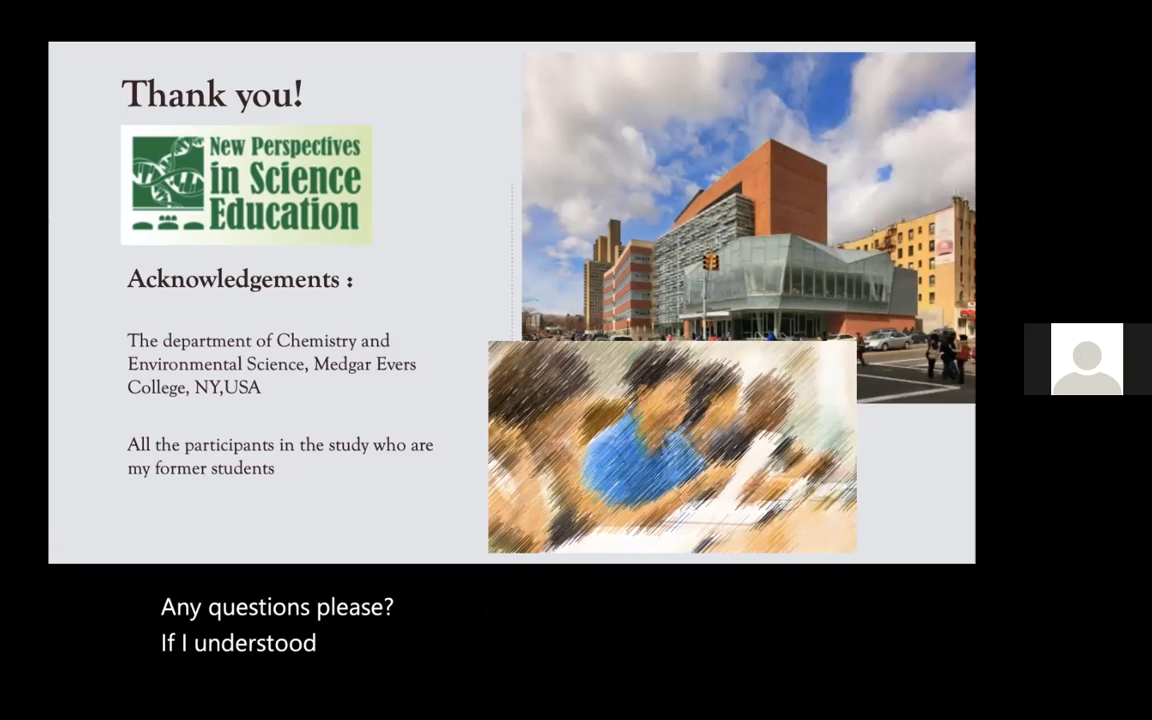 Thank you!
New Perspectives
in Science
Education
Acknowledgements :
The department of Chemistry and
Environmental Science, Medgar Evers
College, NY,USA
All the participants in the study who are
my former students
Any questions please?
If I understood